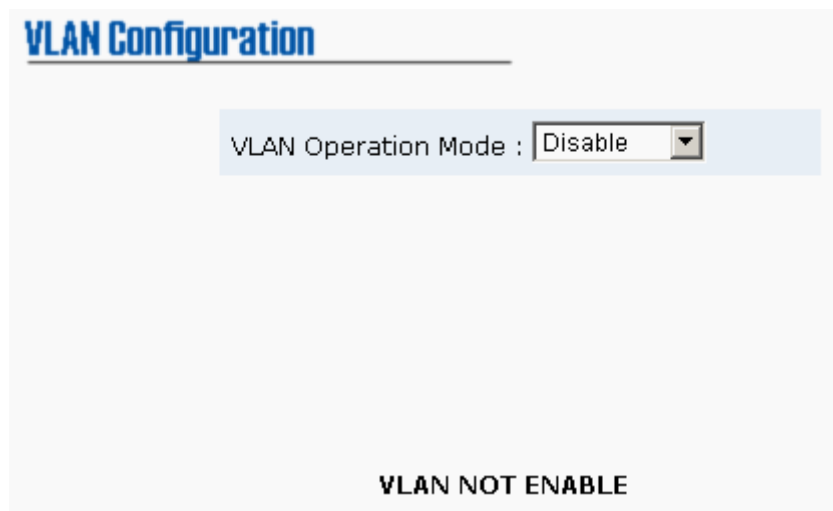 VLAN Configuration
VLAN Operation Mode : Disable
VLAN NOT ENABLE